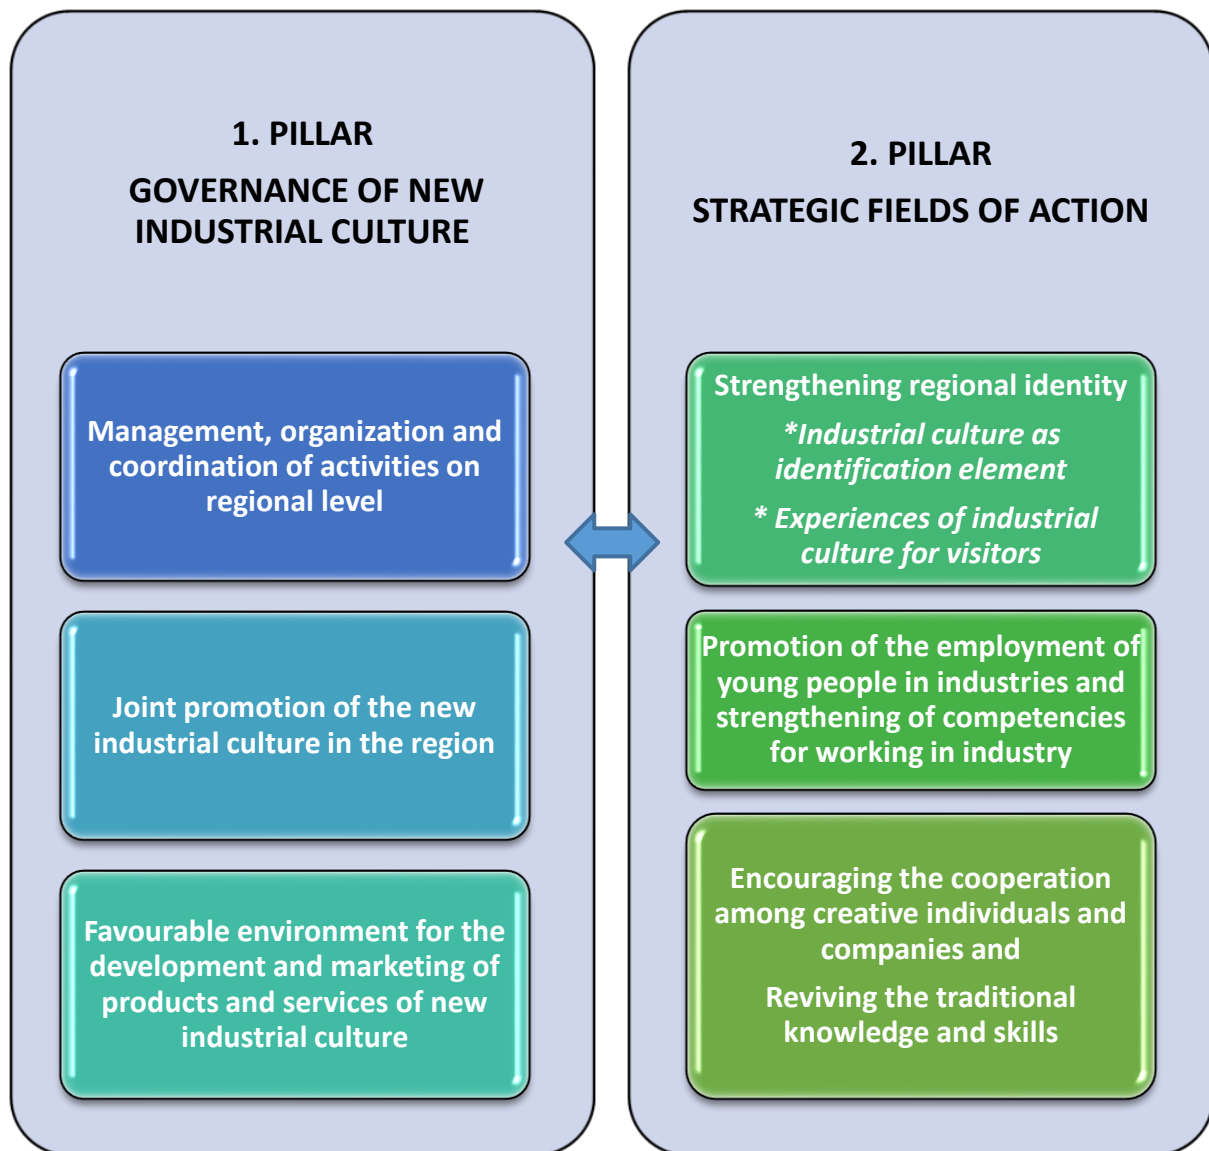 1. PILLAR
GOVERNANCE OF NEW
INDUSTRIAL CULTURE
Management, organization and
coordination of activities on
regional level
Joint promotion of the new
industrial culture in the region
Favourable environment for the
development and marketing of
products and services of new
industrial culture
2. PILLAR
STRATEGIC FIELDS OF ACTION
Strengthening regional identity
*Industrial culture as
identification element
* Experiences of industrial
culture for visitors
Promotion of the employment of
young people in industries and
strengthening of competencies
for working in industry
Encouraging the cooperation
among creative individuals and
companies and
Reviving the traditional
knowledge and skills